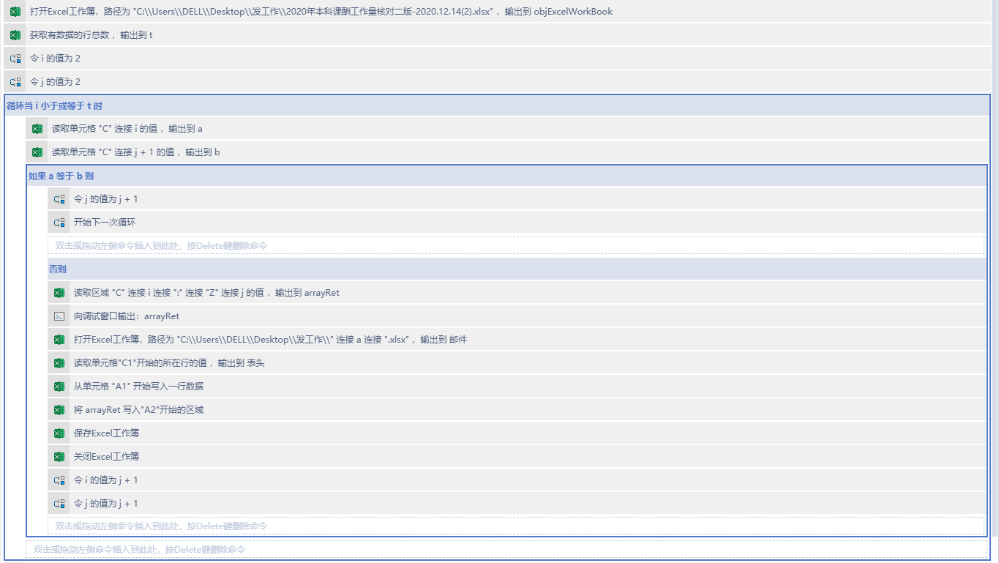 打开Excel工作簿，路径为 "C:\\Users\\DELL\\Desktop\\发工作\\2020年本科课酬工作量核对二版-2020.12.14(2).xlsx" ，输出到 objExcelWorkBook
获取有数据的行总数 ，输出到 t
令 i 的值为 2
令 j 的值为 2
循环当 i 小于或等于 t 时
读取单元格 "C" 连接 i 的值 ，输出到 a
读取单元格 "C" 连接 j + 1 的值 ，输出到 b
如果 a 等于 b 则
令 j 的值为 j + 1
开始下一次循环
双击或拖动左侧命令插入到此处，按Delete键删除命令
否则
读取区域 "C" 连接 i 连接 ":" 连接 "Z" 连接 j 的值 ，输出到 arrayRet
向调试窗口输出：arrayRet
打开Excel工作簿，路径为 "C:\\Users\\DELL\\Desktop\\发工作\\" 连接 a 连接 ".xlsx" ，输出到 邮件
读取单元格"C1"开始的所在行的值 ，输出到 表头
从单元格 "A1" 开始写入一行数据
将 arrayRet 写入"A2"开始的区域
保存Excel工作簿
关闭Excel工作簿
令 i 的值为 j + 1
令 j 的值为 j + 1
双击或拖动左侧命令插入到此处，按Delete键删除命令
双击或拖动左侧命令插入到此处，按Delete键删除命令